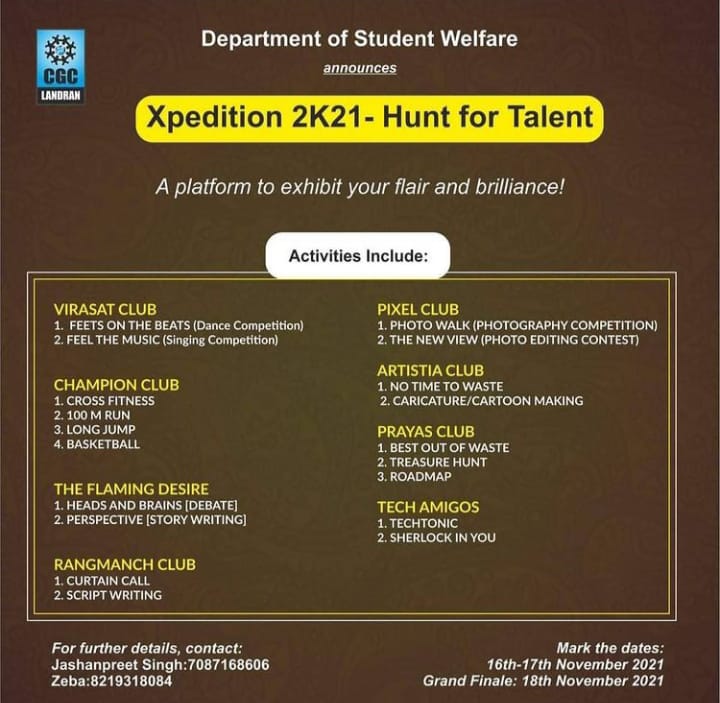 CGC
LANDRAN
Department of Student Welfare
announces
Xpedition 2K21- Hunt for Talent
A platform to exhibit your flair and brilliance!
Activities Include:
VIRASAT CLUB
1. FEETS ON THE BEATS (Dance Competition)
2. FEEL THE MUSIC (Singing Competition)
CHAMPION CLUB
1. CROSS FITNESS
2. 100 M RUN
3. LONG JUMP
4. BASKETBALL
THE FLAMING DESIRE
1. HEADS AND BRAINS [DEBATE]
2. PERSPECTIVE [STORY WRITING]
RANGMANCH CLUB
1. CURTAIN CALL
2. SCRIPT WRITING
PIXEL CLUB
1. PHOTO WALK (PHOTOGRAPHY COMPETITION)
2. THE NEW VIEW (PHOTO EDITING CONTEST)
ARTISTIA CLUB
1. NO TIME TO WASTE
2. CARICATURE/CARTOON MAKING
PRAYAS CLUB
1. BEST OUT OF WASTE
2. TREASURE HUNT
3. ROADMAP
TECH AMIGOS
1. TECHTONIC
2. SHERLOCK IN YOU
For further details, contact:
Jashanpreet Singh:7087168606
Zeba:8219318084
Mark the dates:
16th-17th November 2021
Grand Finale: 18th November 2021